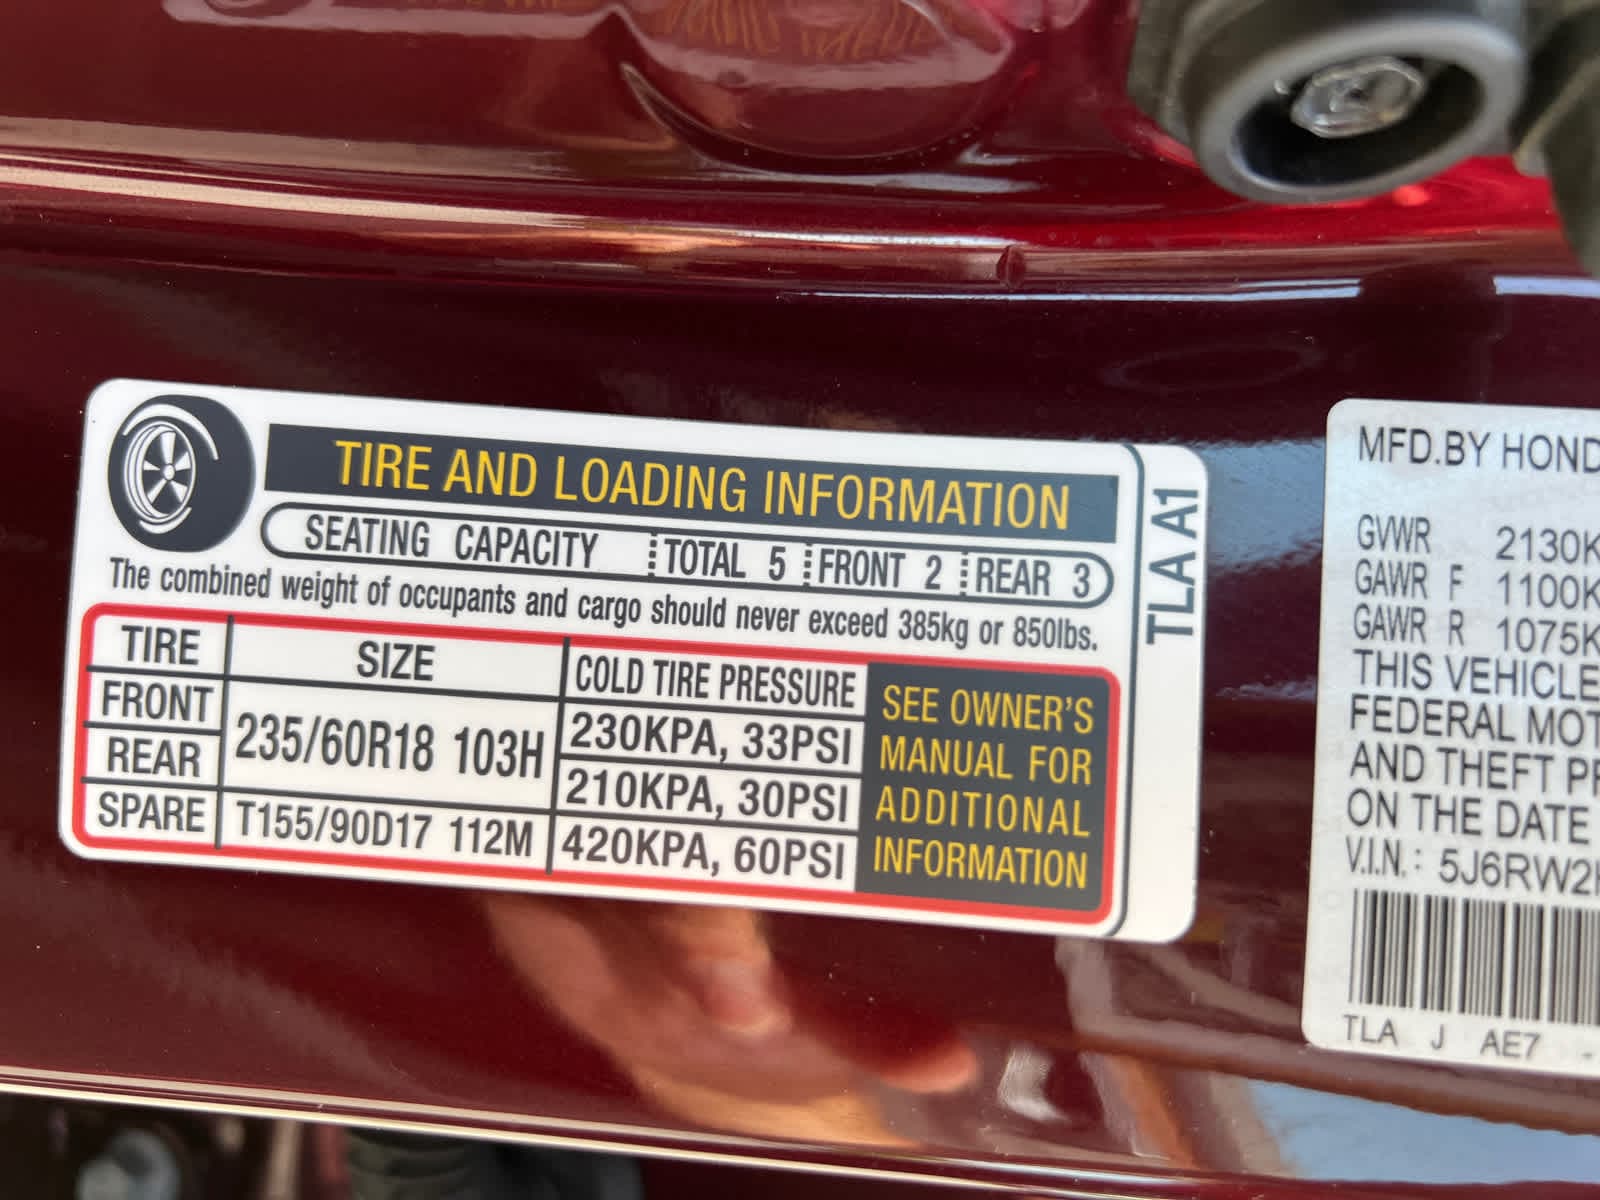 TIRE AND LOADING INFORMATION
SEATING CAPACITY TOTAL 5 FRONT 2 REAR 3
The combined weight of occupants and cargo should never exceed 385kg or 850lbs.
TIRE SIZE COLD TIRE PRESSURE
FRONT 235/60R18 103H 230KPA, 33PSI
REAR 210KPA, 30PSI
SPARE T155/90D17 112M 420KPA, 60PSI
SEE OWNER'S
MANUAL FOR
ADDITIONAL
INFORMATION
TLA A1
MFD.BY HOND
GVWR 2130K
GAWR F 1100K
GAWR R 1075K
THIS VEHICLE
FEDERAL MOT
AND THEFT PR
ON THE DATE
V.I.N.: 5J6RW2H
TLA J AE7 -